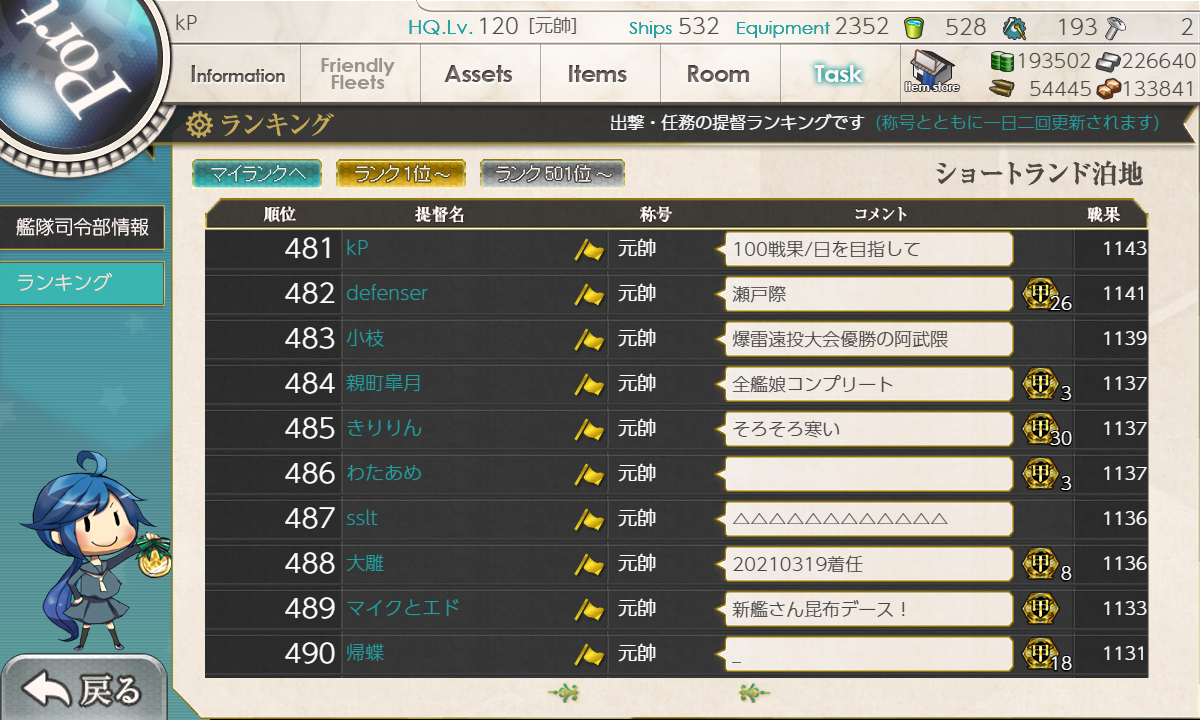 Port
kP
HQ.Lv. 120 [元帥] Ships 532 Equipment 2352 528 193 2
Information Friendly Fleets Assets Items Room Task Item store
193502 226640
54445 133841
ランキング 出撃・任務の提督ランキングです (称号とともに一日二回更新されます)
マイランクへ ランク1位～ ランク501位～ ショートランド泊地
艦隊司令部情報
ランキング
順位 提督名 称号 コメント 戦果
481 kP 元帥 100戦果/日を目指して 1143
482 defenser 元帥 瀬戸際 甲26 1141
483 小枝 元帥 爆雷遠投大会優勝の阿武隈 1139
484 親町皐月 元帥 全艦娘コンプリート 甲3 1137
485 きりりん 元帥 そろそろ寒い 甲30 1137
486 わたあめ 元帥 甲3 1137
487 sslt 元帥 △△△△△△△△△△△△ 1136
488 大雕 元帥 20210319着任 甲8 1136
489 マイクとエド 元帥 新艦さん昆布デース！ 甲 1133
490 帰蝶 元帥 _ 甲18 1131
戻る